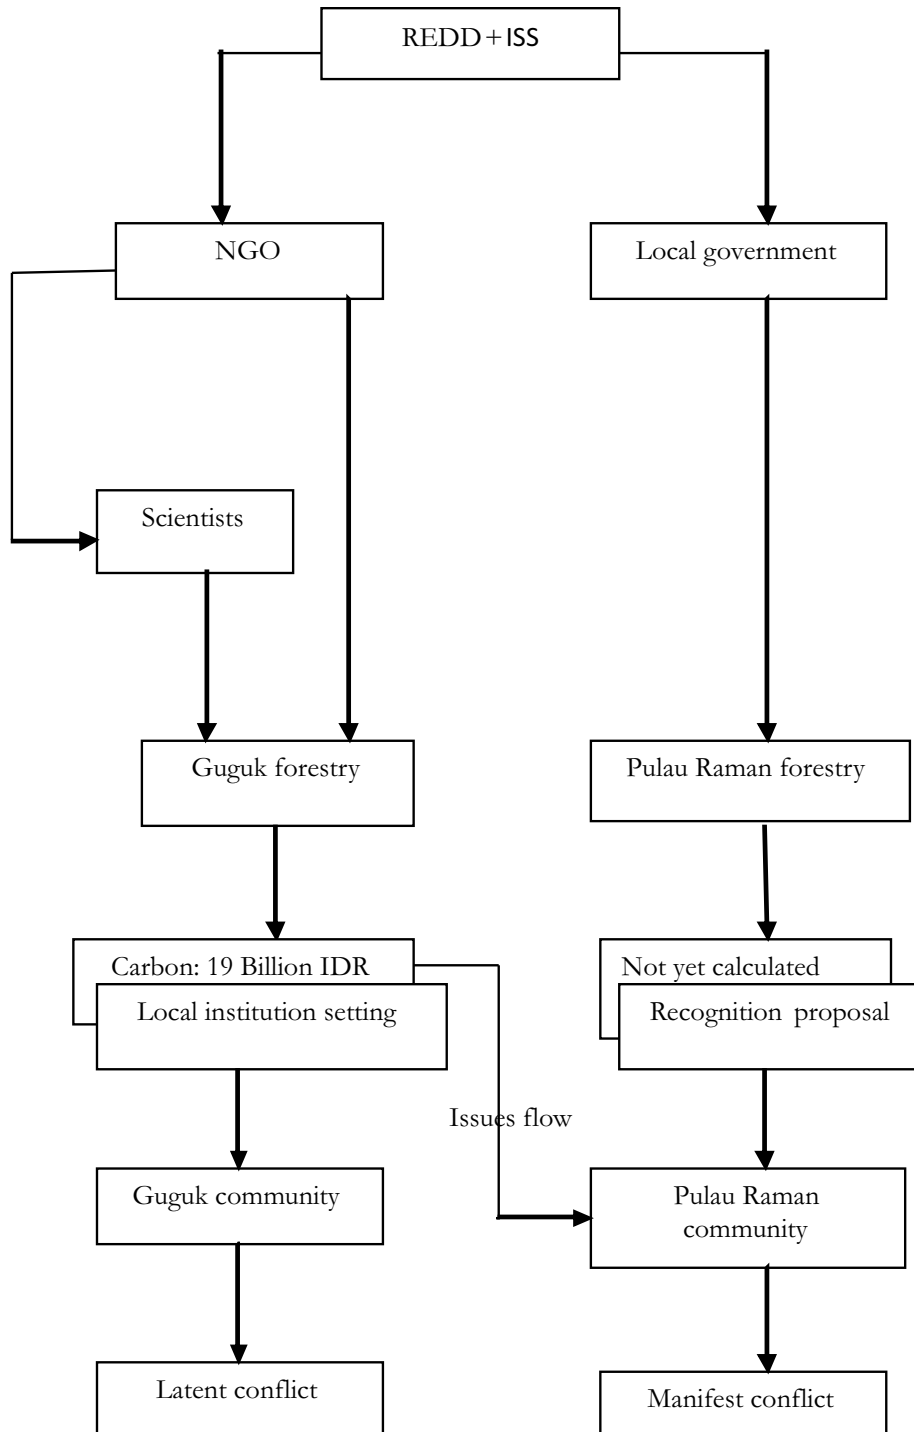 REDD+ISS
NGO
Local government
Scientists
Guguk forestry
Pulau Raman forestry
Carbon: 19 Billion IDR
Not yet calculated
Local institution setting
Recognition proposal
Issues flow
Guguk community
Pulau Raman
community
Latent conflict
Manifest conflict